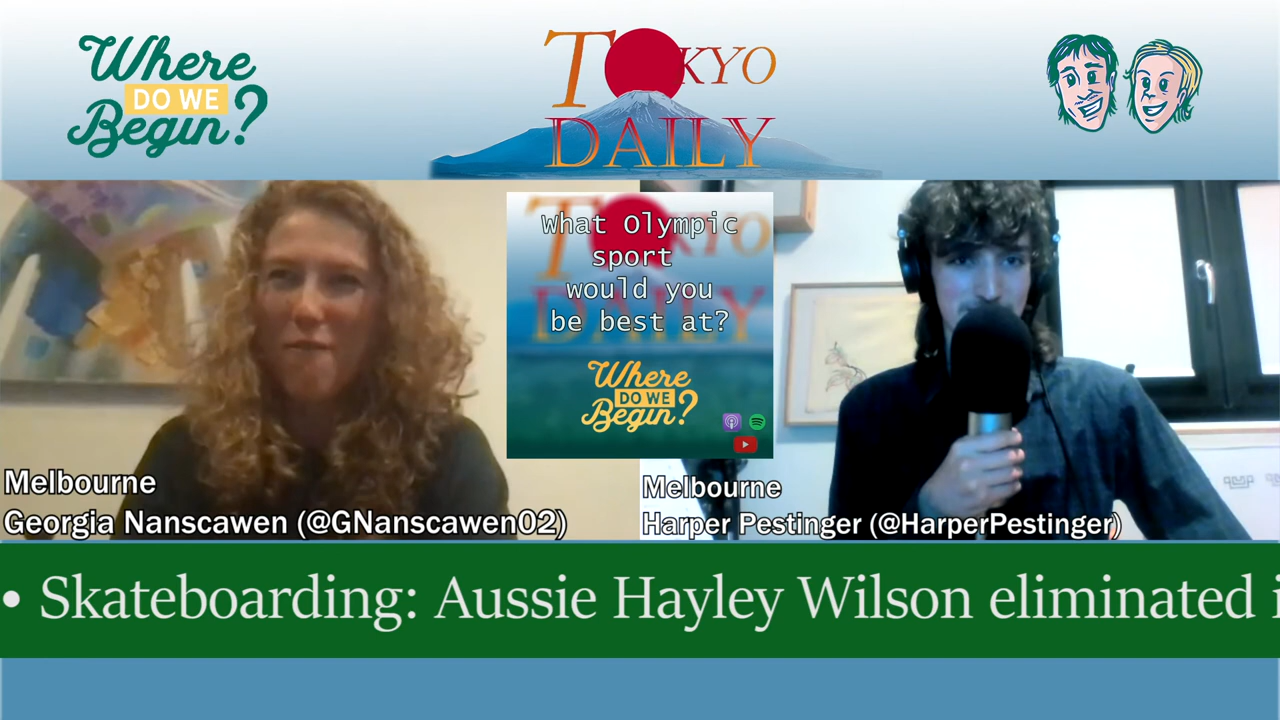 Where
DO WE
Begin?
TOKYO
DAILY
What Olympic
sport
would you
be best at?
Where
DO WE
Begin?
Melbourne
Georgia Nanscawen (@GNanscawen02)
Melbourne
Harper Pestinger (@HarperPestinger)
• Skateboarding: Aussie Hayley Wilson eliminated i